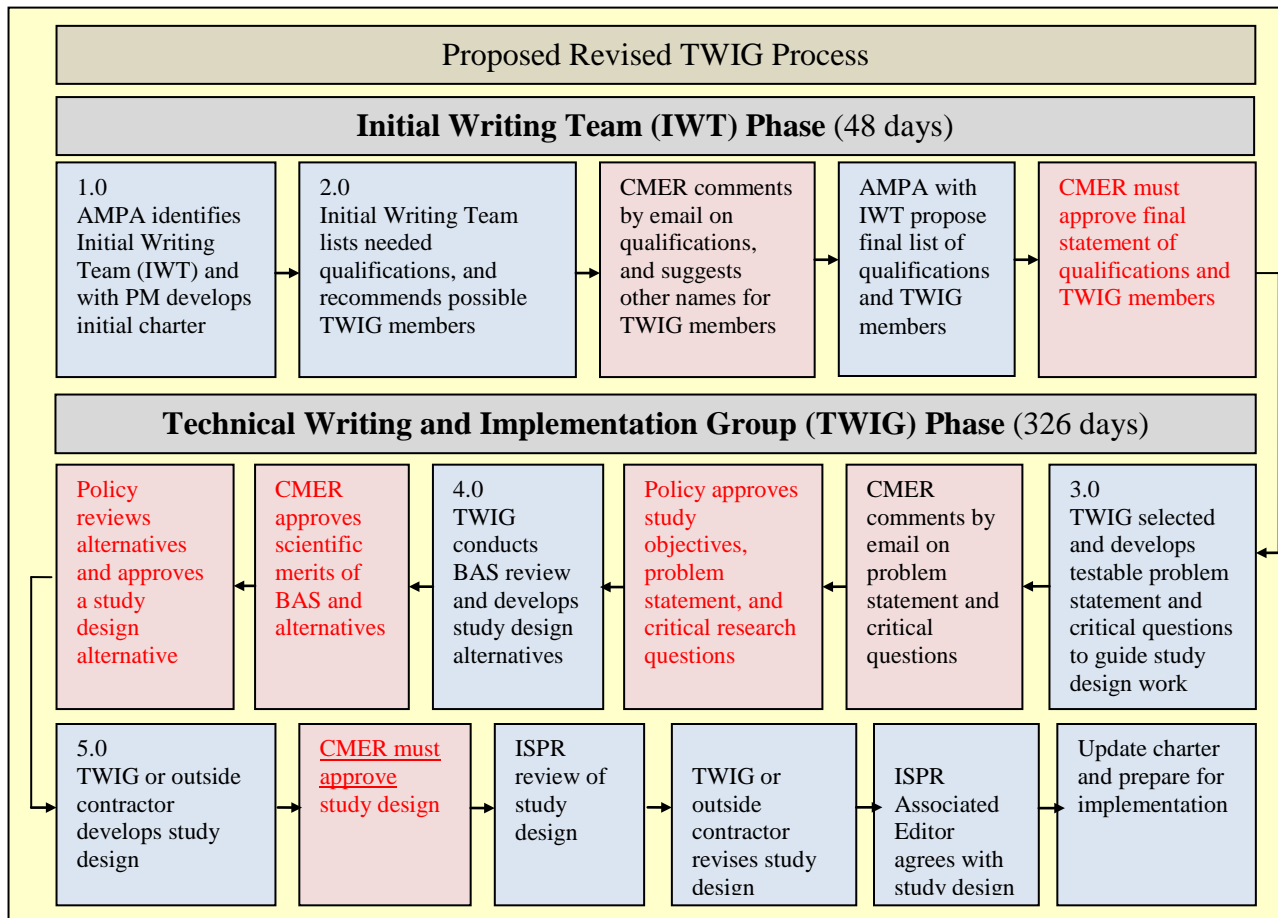 Proposed Revised TWIG Process
Initial Writing Team (IWT) Phase (48 days)
1.0
AMPA identifies
Initial Writing
Team (IWT) and
with PM develops
initial charter
2.0
Initial Writing Team
lists needed
qualifications, and
recommends possible
TWIG members
CMER comments
by email on
qualifications,
and suggests
other names for
TWIG members
AMPA with
IWT propose
final list of
qualifications
and TWIG
members
CMER must
approve final
statement of
qualifications and
TWIG members
Technical Writing and Implementation Group (TWIG) Phase (326 days)
3.0
TWIG selected
and develops
testable problem
statement and
critical questions
to guide study
design work
CMER
comments by
email on
problem
statement and
critical
questions
Policy approves
study
objectives,
problem
statement, and
critical research
questions
4.0
TWIG
conducts
BAS review
and develops
study design
alternatives
CMER
approves
scientific
merits of
BAS and
alternatives
Policy
reviews
alternatives
and approves
a study
design
alternative
5.0
TWIG or outside
contractor
develops study
design
CMER must
approve
study design
ISPR
review of
study
design
TWIG or
outside
contractor
revises study
design
ISPR
Associated
Editor
agrees with
study design
Update charter
and prepare for
implementation